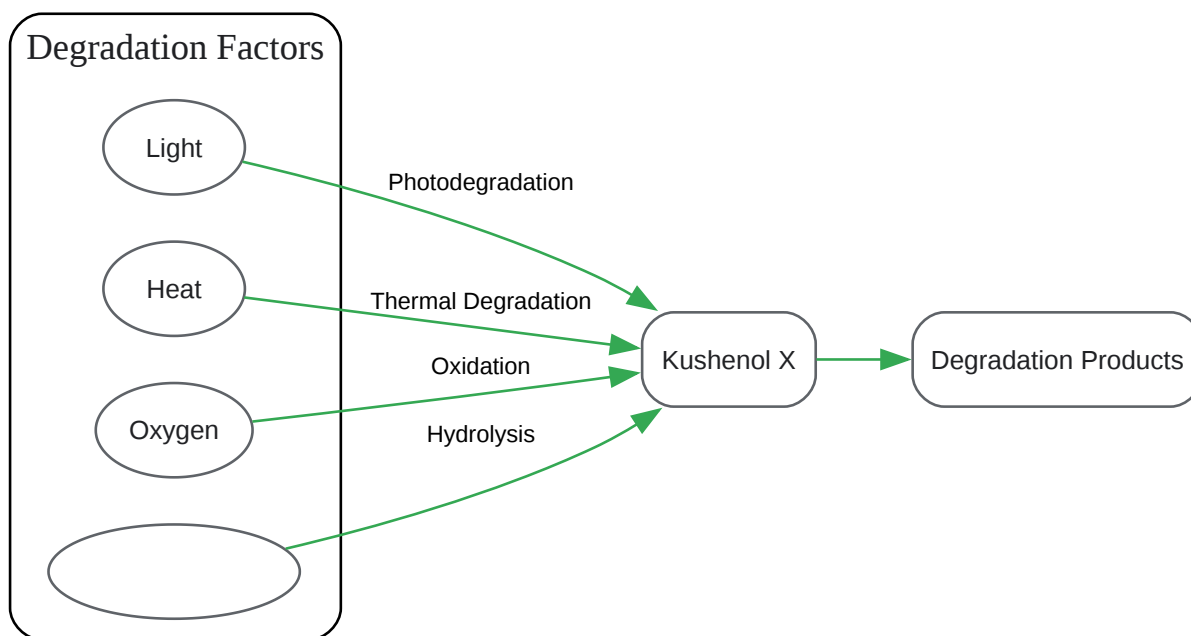 Degradation Factors
Light
Photodegradation
Heat
Thermal Degradation
Oxidation
Kushenol X
Degradation Products
Oxygen
Hydrolysis